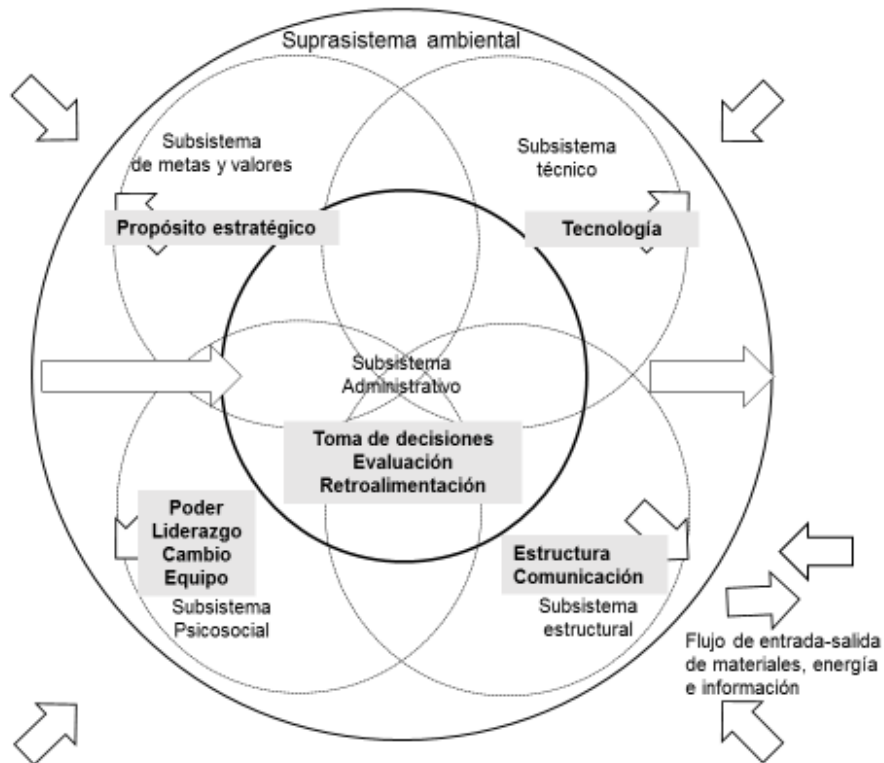 Suprasistema ambiental
Subsistema
de metas y valores
Subsistema
técnico
Propósito estratégico
Tecnología
Subsistema
Administrativo
Toma de decisiones
Evaluación
Retroalimentación
Poder
Liderazgo
Cambio
Equipo
Subsistema
Psicosocial
Estructura
Comunicación
Subsistema
estructural
Flujo de entrada-salida
de materiales, energía
e información